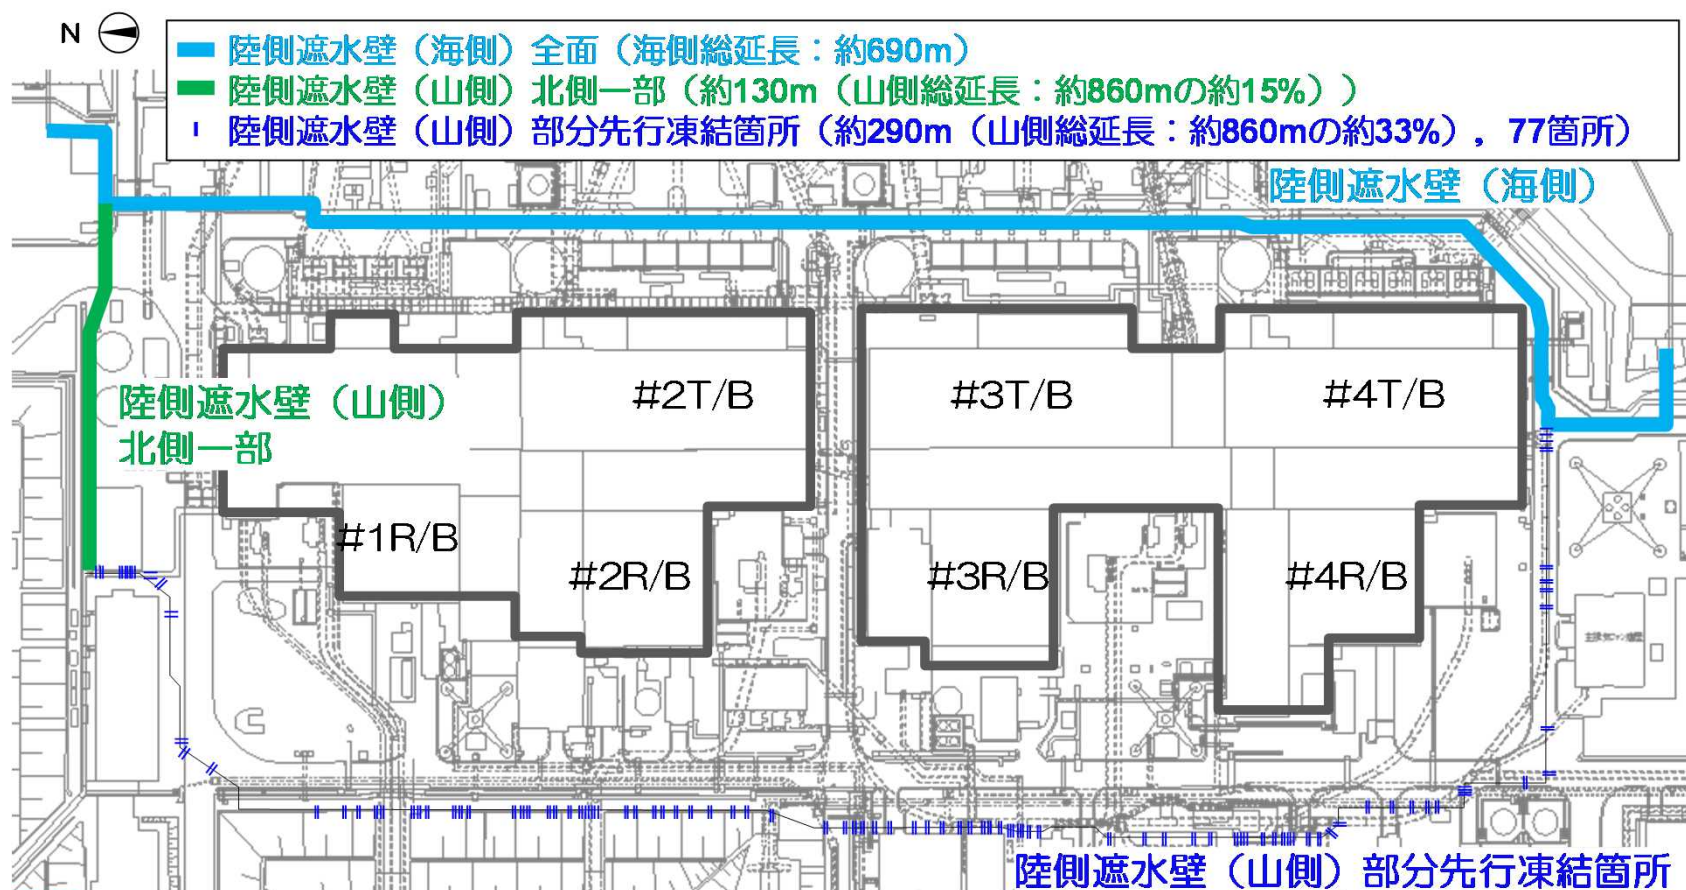 N
陸側遮水壁（海側）全面（海側総延長：約690m）
陸側遮水壁（山側）北側一部（約130m（山側総延長：約860mの約15%））
陸側遮水壁（山側）部分先行凍結箇所（約290m（山側総延長：約860mの約33%），77箇所）
陸側遮水壁（海側）
陸側遮水壁（山側）
北側一部
#2T/B
#3T/B
#4T/B
#1R/B
#2R/B
#3R/B
#4R/B
陸側遮水壁（山側）部分先行凍結箇所